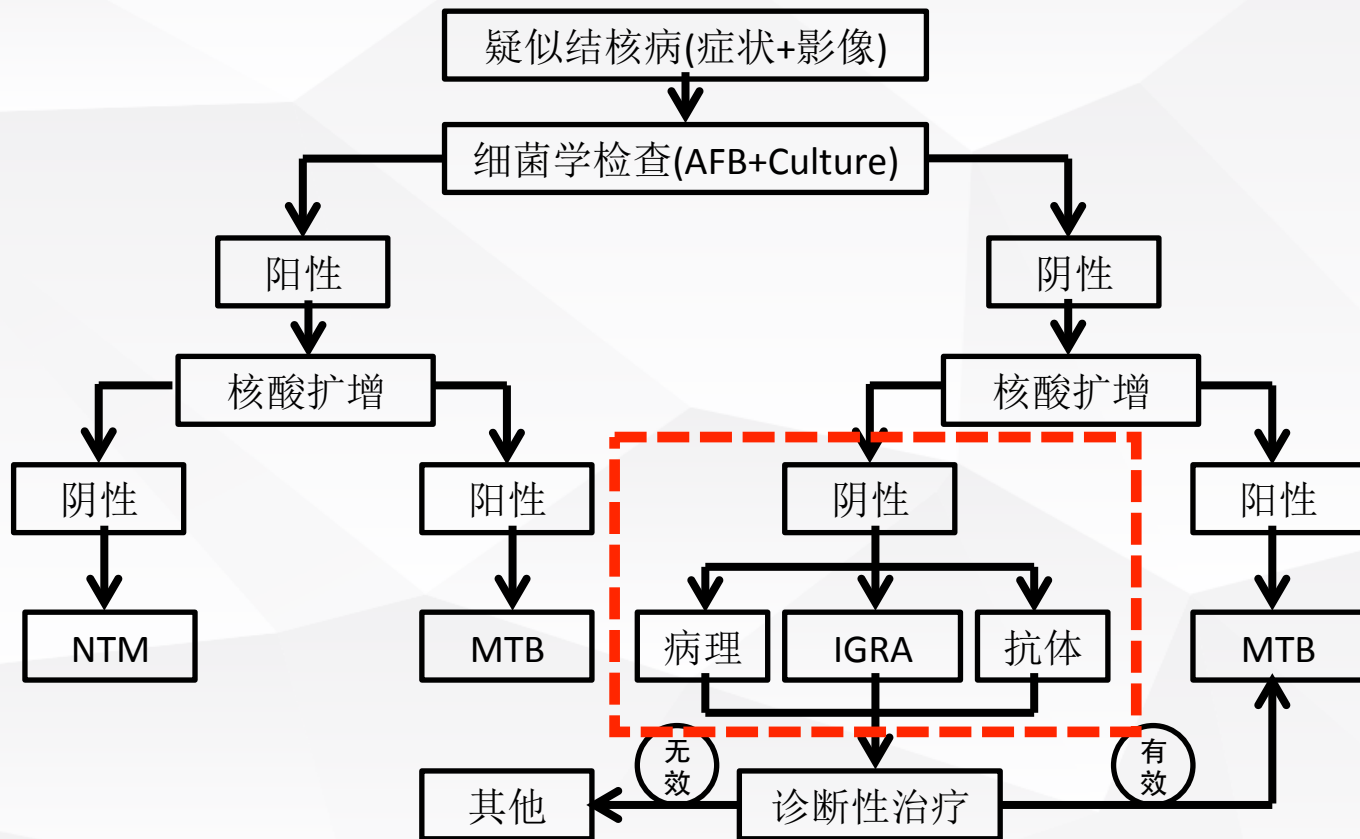 疑似结核病(症状+影像)
细菌学检查(AFB+Culture)
阳性
阴性
核酸扩增
核酸扩增
阴性
阳性
阴性
阳性
NTM
MTB
病理
IGRA
抗体
MTB
无
效
有
效
其他
诊断性治疗